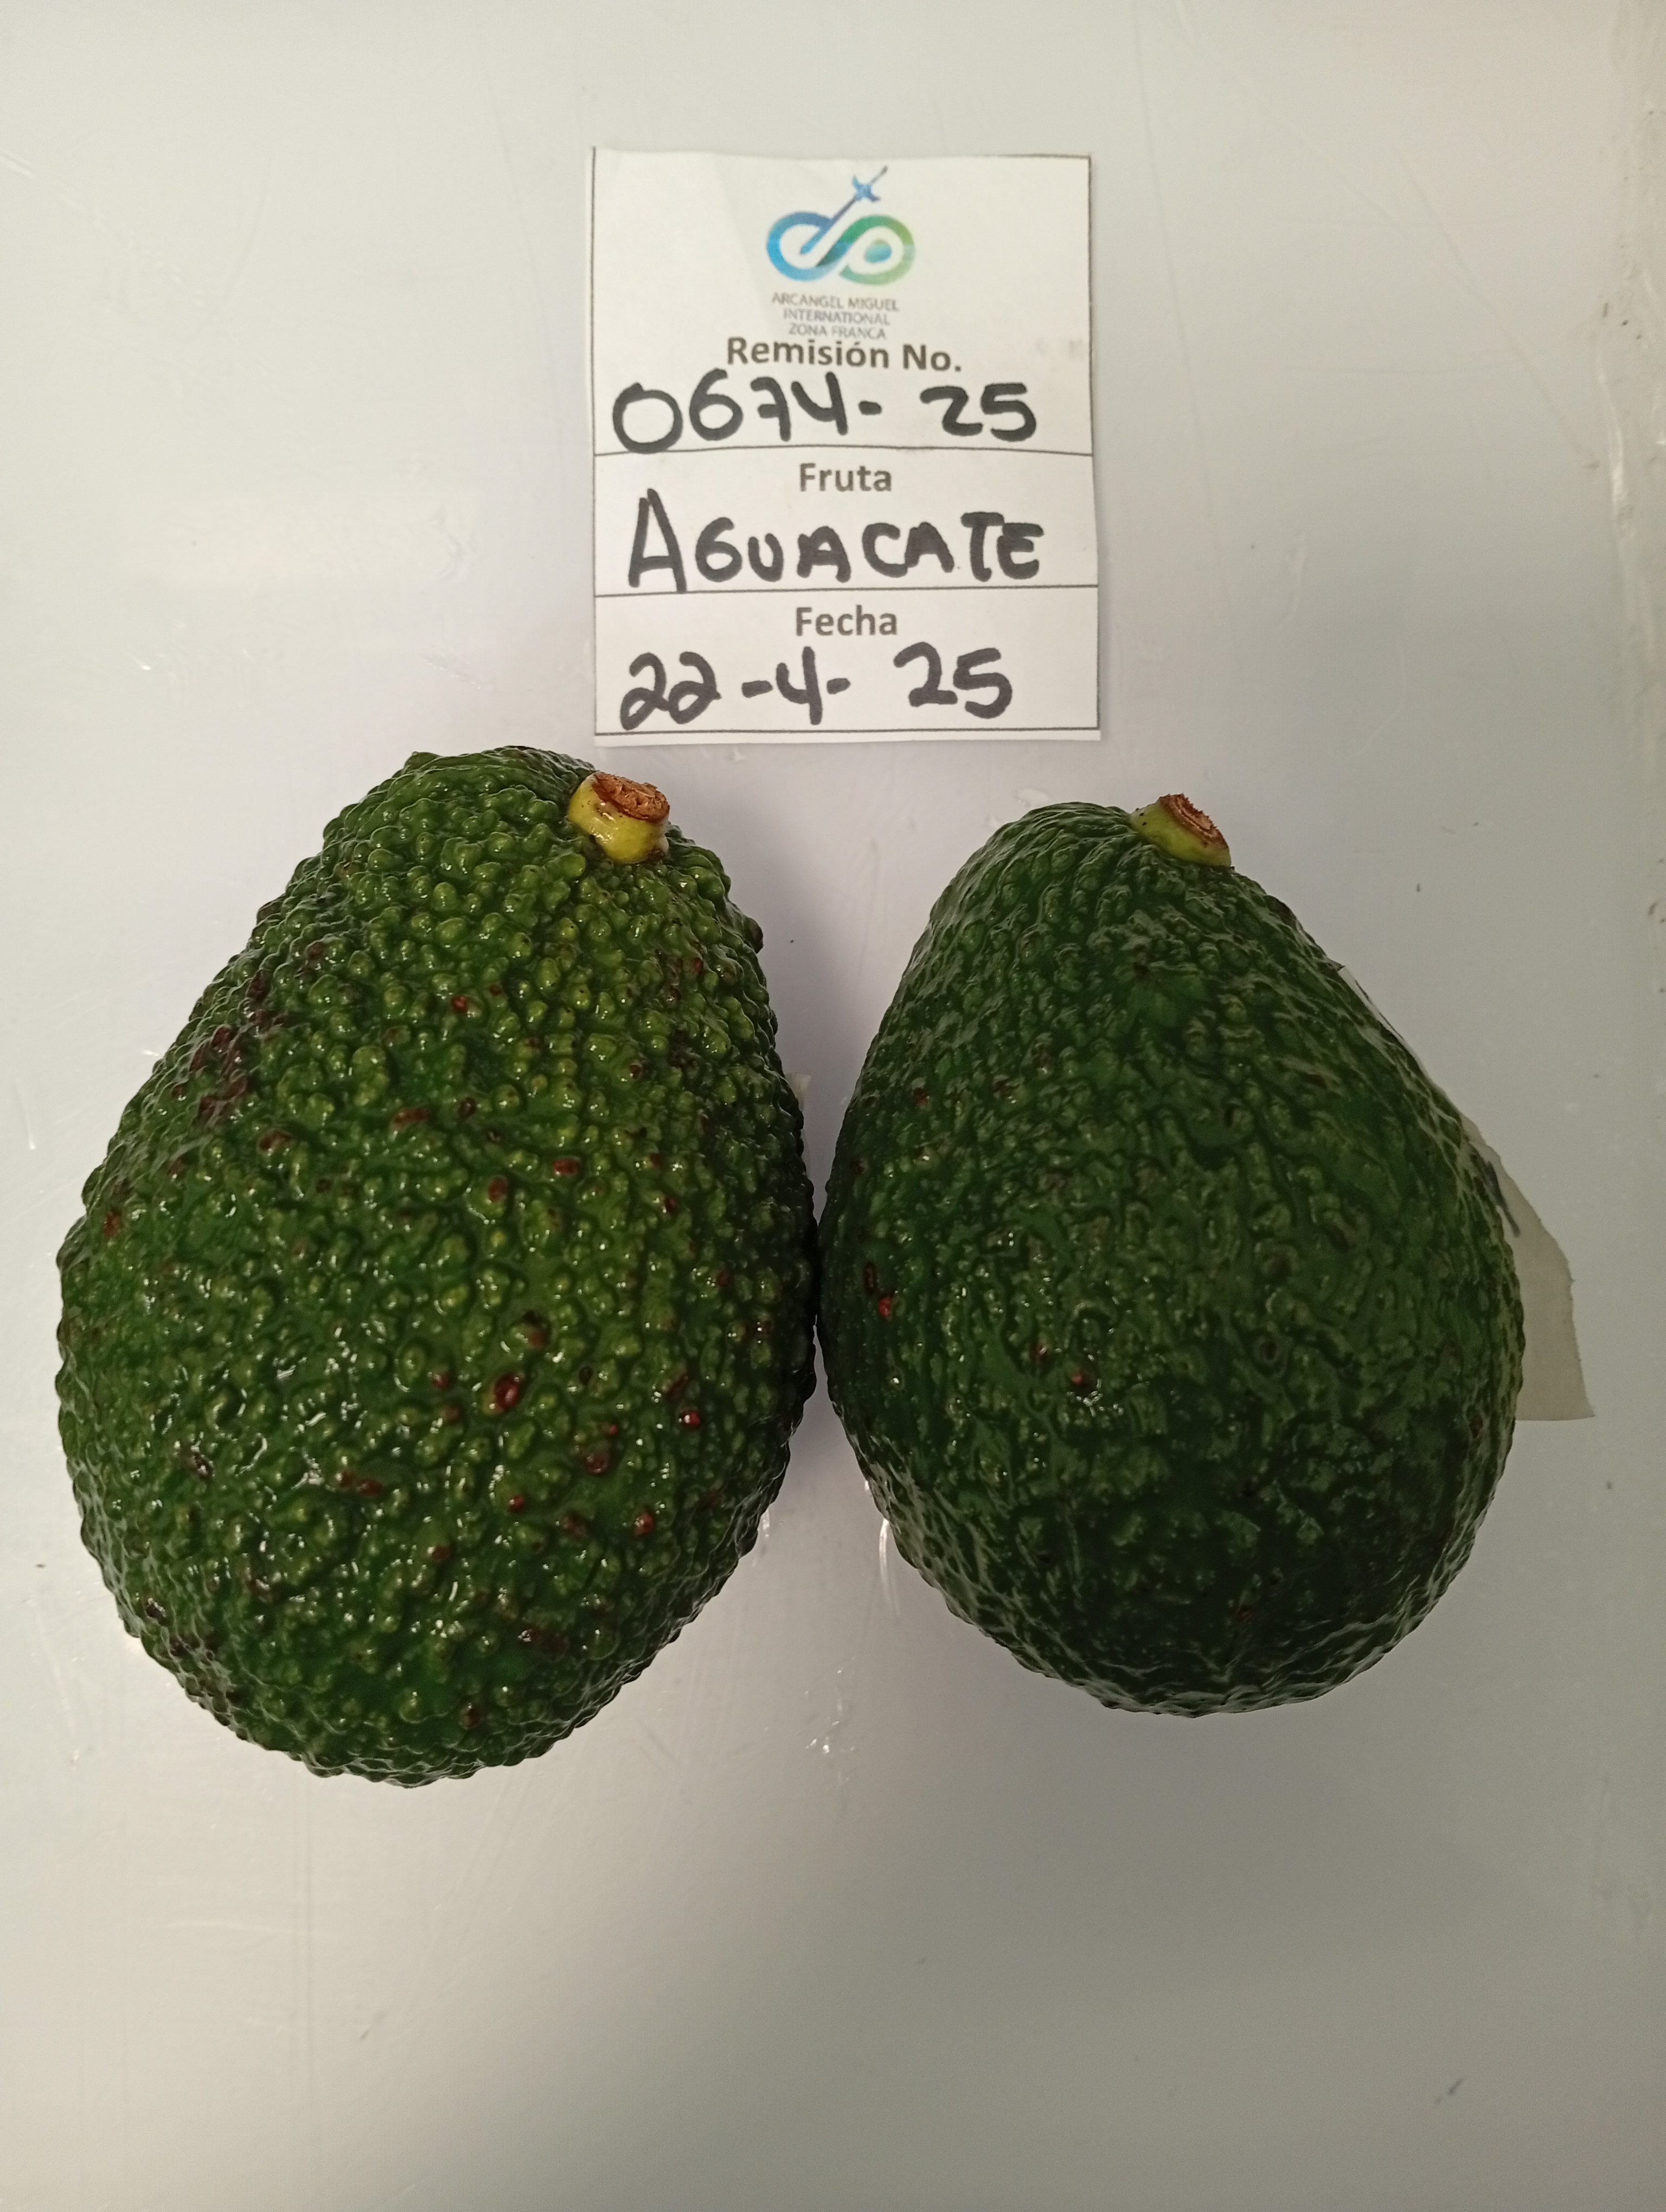 ARCANGEL MIGUEL
INTERNATIONAL
ZONA FRANCA
Remisión No.
0674- 25
Fruta
AGUACATE
Fecha
22-4-25